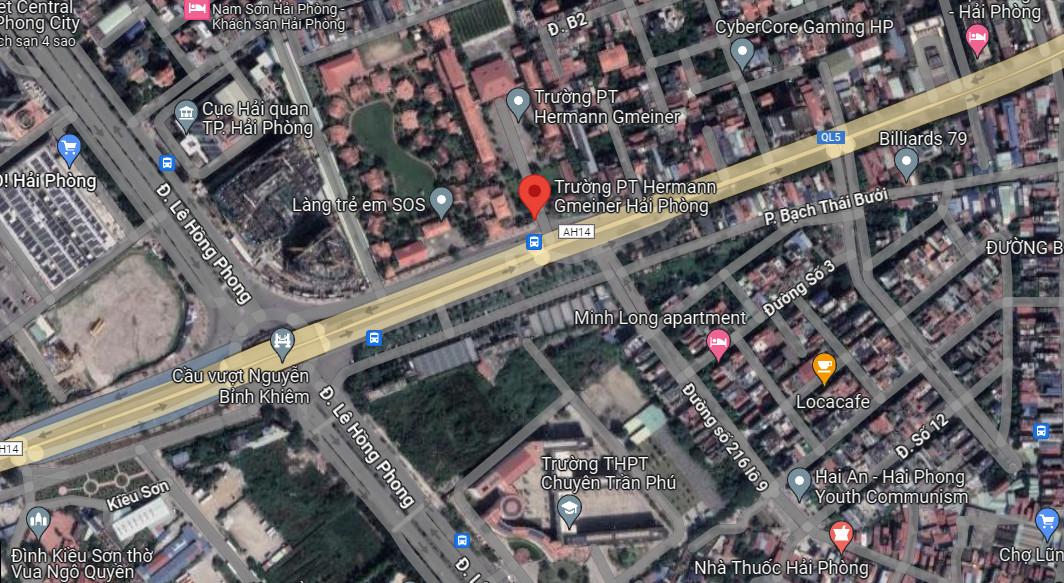 et Central
Phong City
ch sạn 4 sao
Nam Sơn Hải Phòng -
Khách sạn Hải Phòng
Đ. B2
CyberCore Gaming HP
- Hải Phòng
Cục Hải quan
TP. Hải Phòng
Trường PT
Hermann Gmeiner
QL5
Billiards 79
O! Hải Phòng
Đ. Lê Hồng Phong
Làng trẻ em SOS
Trường PT Hermann
Gmeiner Hải Phòng
AH14
P. Bạch Thái Bưởi
ĐƯỜNG B
Đường Số 3
Minh Long apartment
Cầu vượt Nguyễn
Bỉnh Khiêm
Đ. Lê Hồng Phong
Locacafe
Đường số 216 lô 9
Đ. Số 12
H14
Trường THPT
Chuyên Trần Phú
Hai An - Hai Phong
Youth Communism
Kiều Sơn
Đình Kiều Sơn thờ
Vua Ngô Quyền
Nhà Thuốc Hải Phòng
Chợ Lũn